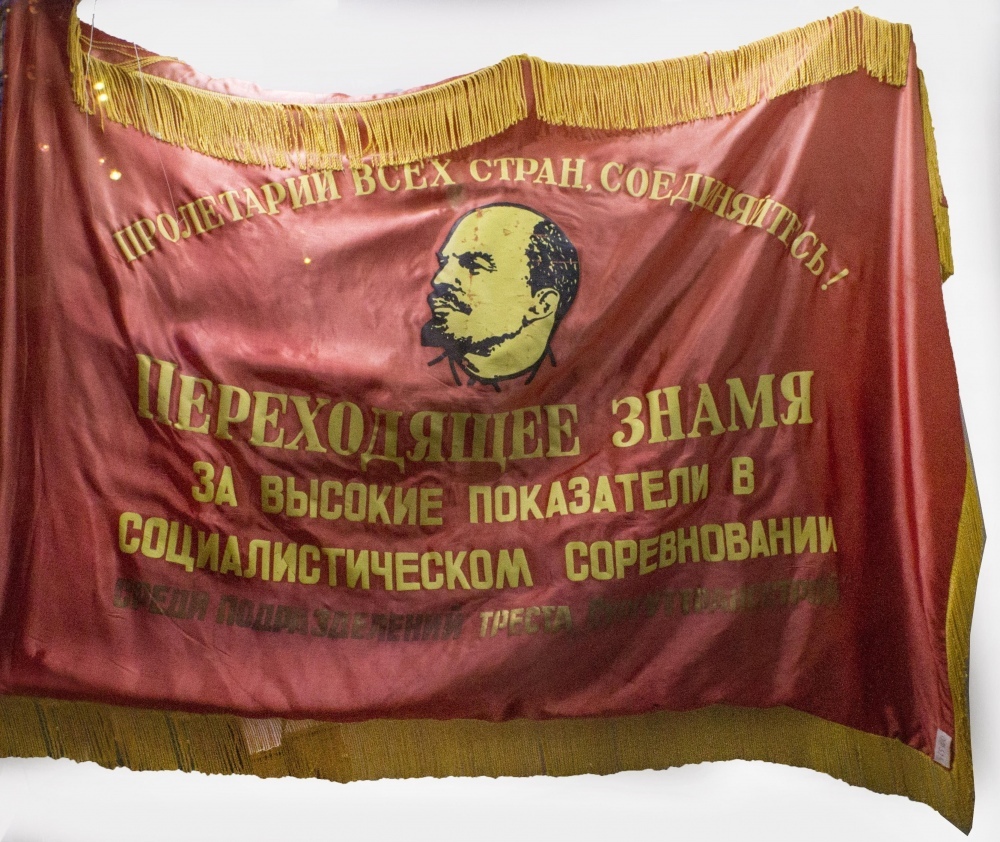 ПРОЛЕТАРИИ ВСЕХ СТРАН, СОЕДИНЯЙТЕСЬ!
ПЕРЕХОДЯЩЕЕ ЗНАМЯ
ЗА ВЫСОКИЕ ПОКАЗАТЕЛИ В
СОЦИАЛИСТИЧЕСКОМ СОРЕВНОВАНИИ
СРЕДИ ПОДРАЗДЕЛЕНИЙ ТРЕСТА